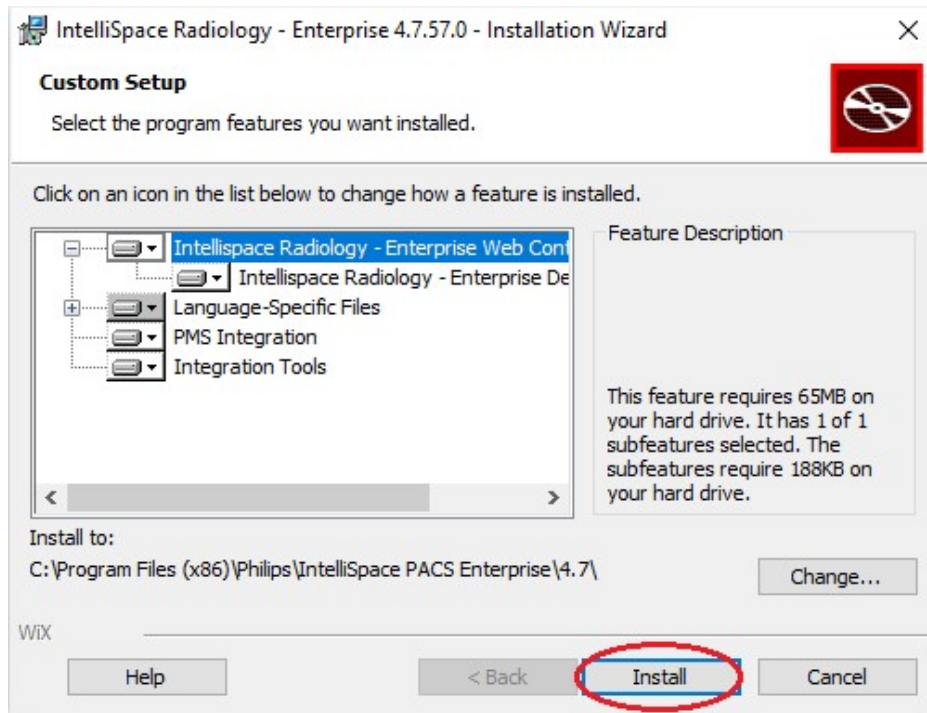 IntelliSpace Radiology - Enterprise 4.7.57.0 - Installation Wizard
Custom Setup
Select the program features you want installed.
Click on an icon in the list below to change how a feature is installed.
Intellispace Radiology - Enterprise Web Cont
Intellispace Radiology - Enterprise De
Language-Specific Files
PMS Integration
Integration Tools
Feature Description
This feature requires 65MB on
your hard drive. It has 1 of 1
subfeatures selected. The
subfeatures require 188KB on
your hard drive.
Install to:
C:\Program Files (x86)\Philips\IntelliSpace PACS Enterprise\4.7\
Change...
WiX
Help
< Back
Install
Cancel